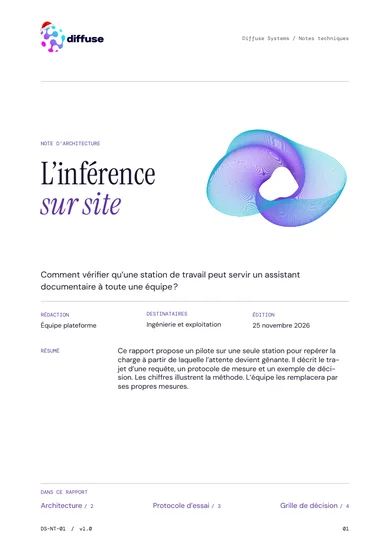 diffuse
Diffuse Systems / Notes techniques
NOTE D'ARCHITECTURE
L'inférence
sur site
Comment vérifier qu'une station de travail peut servir un assistant
documentaire à toute une équipe ?
RÉDACTION
Équipe plateforme
DESTINATAIRE
Ingénierie et exploitation
ÉDITION
25 novembre 2026
RÉSUMÉ
Ce rapport propose un pilote sur une seule station pour repérer la
charge à partir de laquelle l'attente devient gênante. Il décrit le tra-
jet d'une requête, un protocole de mesure et un exemple de déci-
sion. Les chiffres illustrent la méthode. L'équipe les remplacera par
ses propres mesures.
DANS CE RAPPORT
Architecture / 2
Protocole d'essai / 3
Grille de décision / 4
DS-NT-01 / v1.0
01